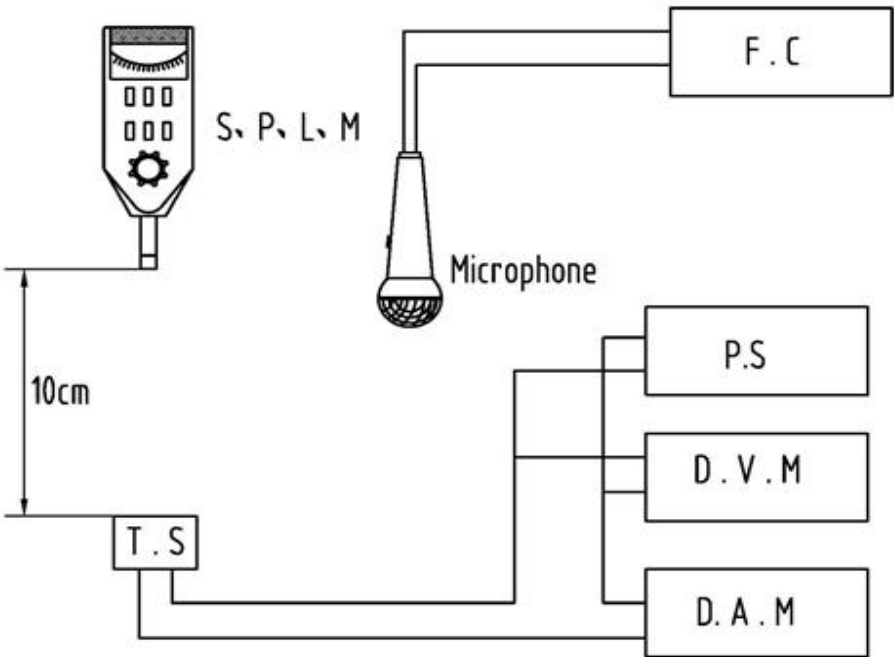 F . C
S、P、L、M
Microphone
P.S
10cm
D . V . M
T . S
D. A . M